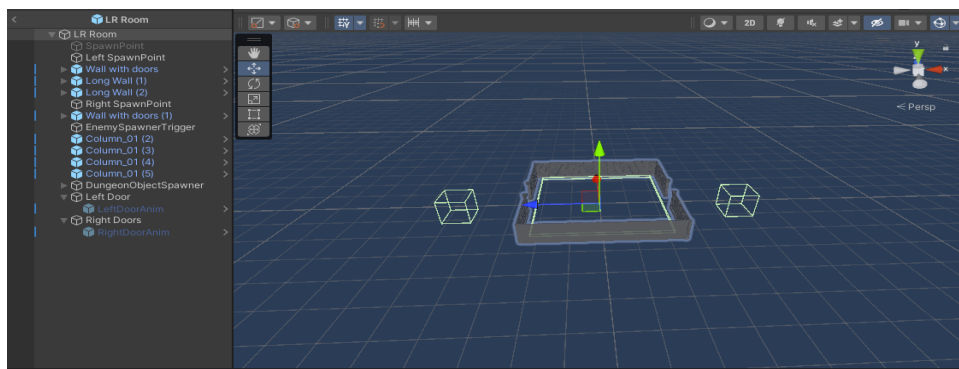 LR Room
LR Room
SpawnPoint
Left SpawnPoint
Wall with doors
Long Wall (1)
Long Wall (2)
Right SpawnPoint
Wall with doors (1)
EnemySpawnerTrigger
Column_01 (2)
Column_01 (3)
Column_01 (4)
Column_01 (5)
DungeonObjectSpawner
Left Door
LeftDoorAnim
Right Doors
RightDoorAnim
2D
y
x
< Persp